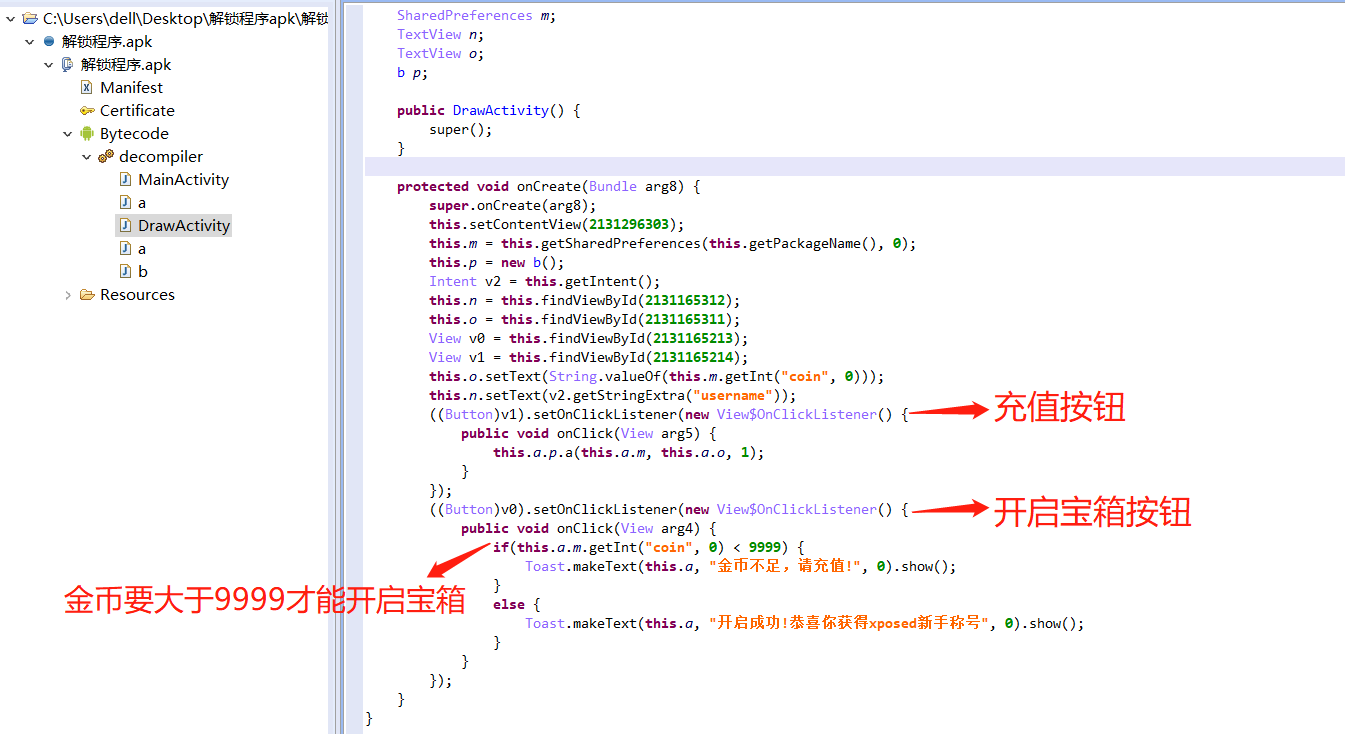 C:\Users\dell\Desktop\解锁程序apk\解锁
解锁程序.apk
解锁程序.apk
Manifest
Certificate
Bytecode
decompiler
MainActivity
a
DrawActivity
a
b
Resources
SharedPreferences m;
TextView n;
TextView o;
b p;
public DrawActivity() {
super();
}
protected void onCreate(Bundle arg8) {
super.onCreate(arg8);
this.setContentView(2131296303);
this.m = this.getSharedPreferences(this.getPackageName(), 0);
this.p = new b();
Intent v2 = this.getIntent();
this.n = this.findViewById(2131165312);
this.o = this.findViewById(2131165311);
View v0 = this.findViewById(2131165213);
View v1 = this.findViewById(2131165214);
this.o.setText(String.valueOf(this.m.getInt("coin", 0)));
this.n.setText(v2.getStringExtra("username"));
((Button)v1).setOnClickListener(new View$OnClickListener() {
充值按钮
public void onClick(View arg5) {
this.a.p.a(this.a.m, this.a.o, 1);
}
});
((Button)v0).setOnClickListener(new View$OnClickListener() {
开启宝箱按钮
public void onClick(View arg4) {
if(this.a.m.getInt("coin", 0) < 9999) {
Toast.makeText(this.a, "金币不足，请充值!", 0).show();
}
金币要大于9999才能开启宝箱
else {
Toast.makeText(this.a, "开启成功!恭喜你获得xposed新手称号", 0).show();
}
}
});
}
}